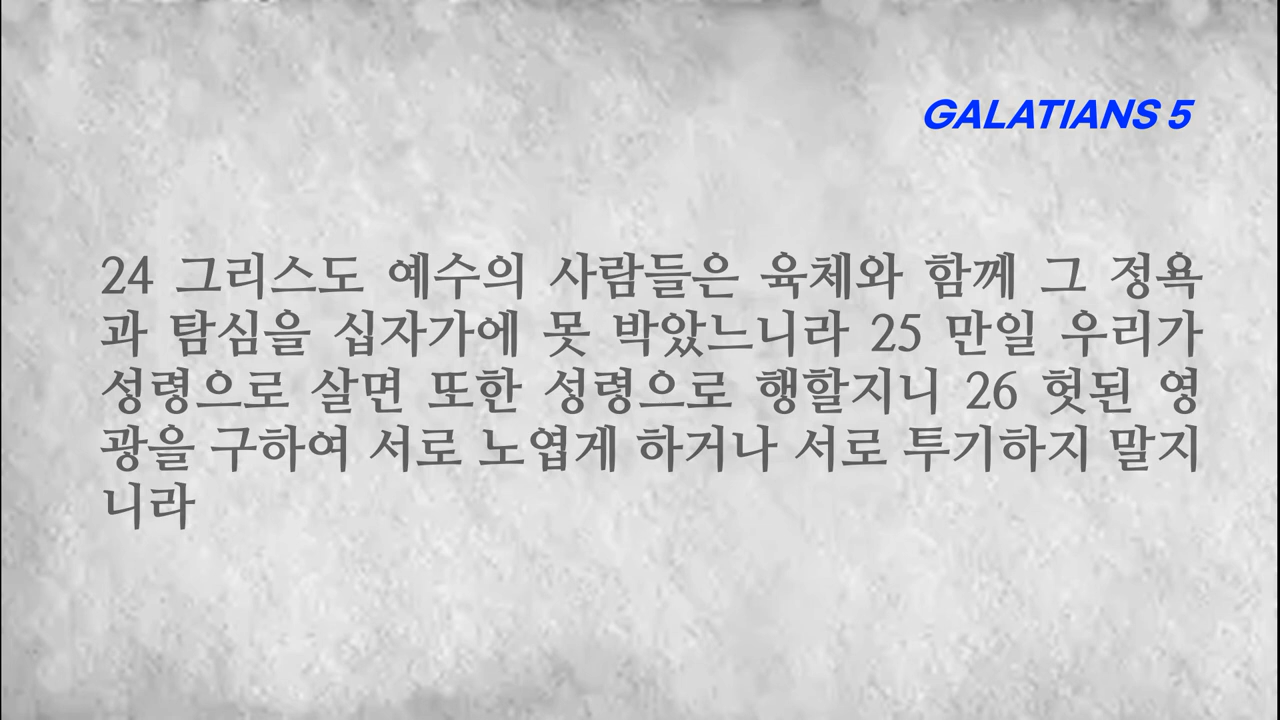 GALATIANS 5
24 그리스도 예수의 사람들은 육체와 함께 그 정욕
과 탐심을 십자가에 못 박았느니라 25 만일 우리가
성령으로 살면 또한 성령으로 행할지니 26 헛된 영
광을 구하여 서로 노엽게 하거나 서로 투기하지 말지
니라